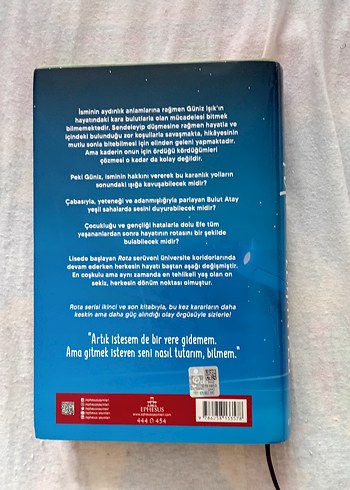 İsminin aydınlık anlamlarına rağmen Güniz Işık'ın
hayatındaki kara bulutlarla olan mücadelesi bitmek
bilmemektedir. Sendeleyip düşmesine rağmen hayatla ve
içindeki bulunduğu zor koşullarla savaşmakta, hikâyesinin
mutlu sonla bitebilmesi için elinden geleni yapmaktadır.
Ama kaderin onun için ördüğü kördüğümleri
çözmesi o kadar da kolay değildir.
Peki Güniz, isminin hakkını vererek bu karanlık yolların
sonundaki ışığa kavuşabilecek midir?
Çabasıyla, yeteneği ve adanmışlığıyla parlayan Bulut Atay
yeşil sahalarda sesini duyurabilecek midir?
Çocukluğu ve gençliği hatalarla dolu Efe tüm
yaşananlardan sonra hayatının rotasını bir şekilde
bulabilecek midir?
Lisede başlayan Rota serüveni üniversite koridorlarında
devam ederken herkesin hayatı baştan aşağı değişmiştir.
En coşkulu ama aynı zamanda en tehlikeli yaş olan on
sekiz, herkesin dönüm noktası olmuştur.
Rota serisi ikinci ve son kitabıyla, bu kez kararların daha
keskin ama daha güç alındığı olay örgüsüyle sizlerle!
"Artık istesem de bir yere gidemem.
Ama gitmek isteyen seni nasıl tutarım, bilmem."
EPHESUS
www.ephesusyayinlari.com
444 0 454